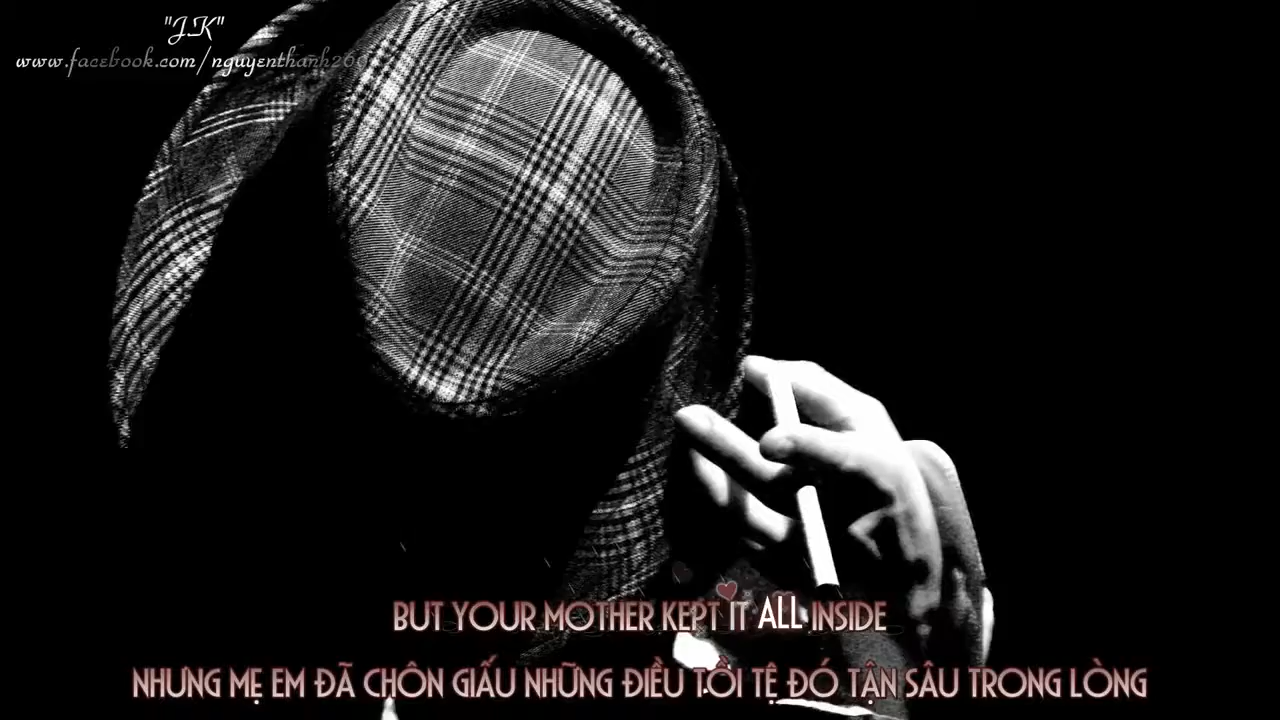 "J.K"
www.facebook.com/nguyenthanh200
BUT YOUR MOTHER KEPT IT ALL INSIDE
NHƯNG MẸ EM ĐÃ CHÔN GIẤU NHỮNG ĐIỀU TỒI TỆ ĐÓ TẬN SÂU TRONG LÒNG